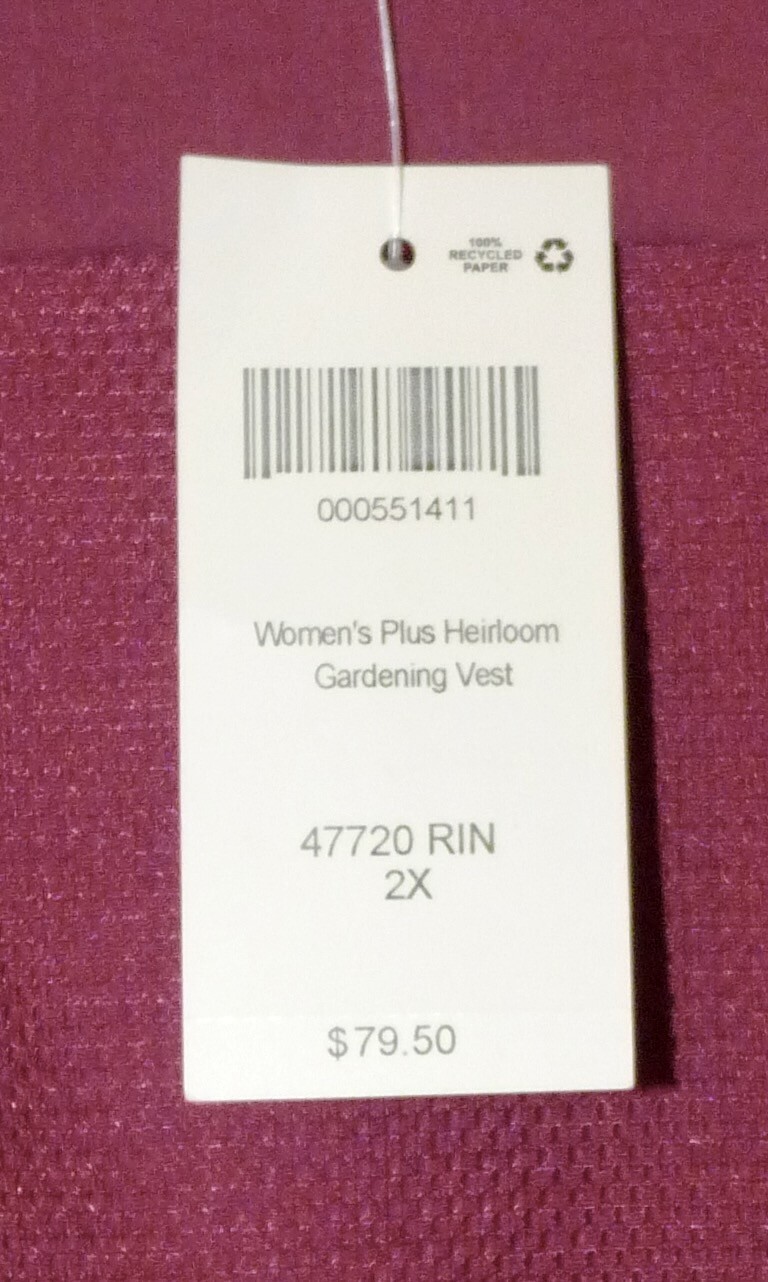 100%
RECYCLED
PAPER
000551411
Women's Plus Heirloom
Gardening Vest
47720 RIN
2X
$79.50